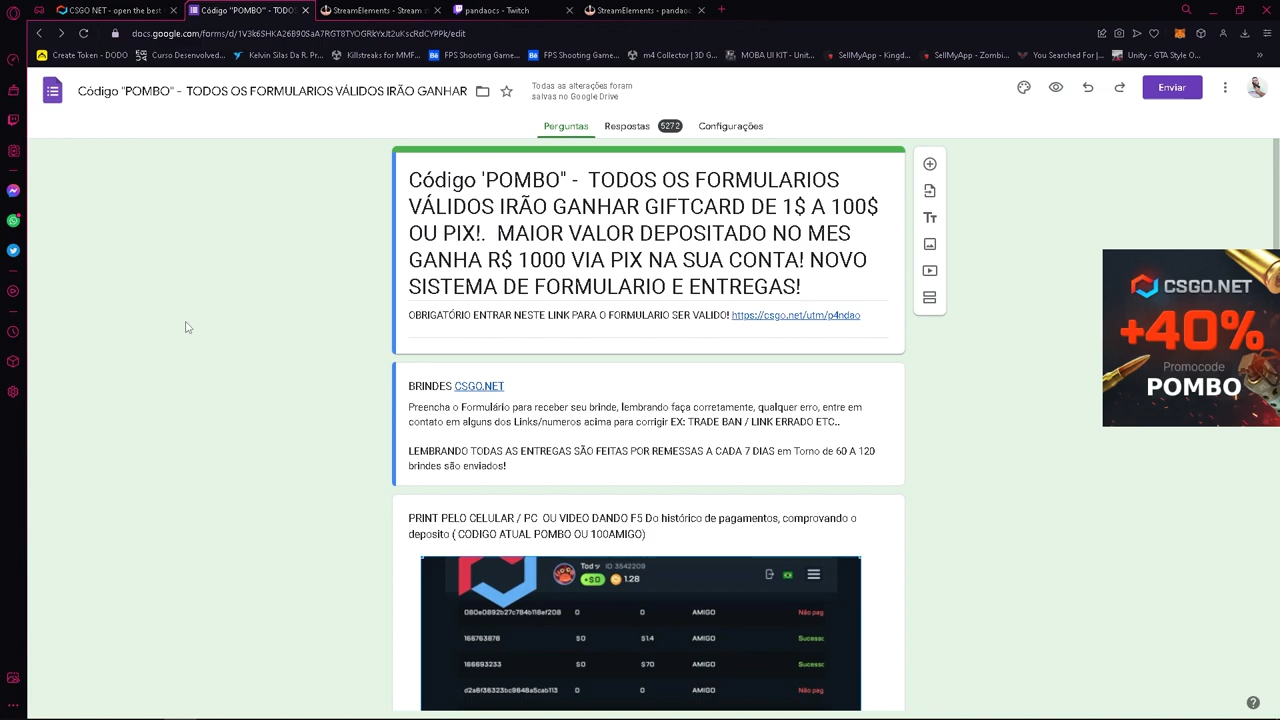 CSGO NET - open the best
Código "POMBO" - TODOS
StreamElements - Dynamic s
pandao - Twitch
StreamElements - pandao
docs.google.com/forms/d/
/edit
Create Token – DODO
Curso Desenvolved...
Kelvin Silas Da R...
Killstreaks for MMF...
FPS Shooting Game...
FPS Shooting Game...
m4 Collector | 3D G...
MOBA UI KIT - Unit...
SellMyApp - Reskin...
SellMyApp - Zombi...
You Searched For |...
Unity - GTA Style O...
Código "POMBO" - TODOS OS FORMULARIOS VÁLIDOS IRÃO GANHAR
Todas as alterações foram
salvas no Google Drive
Enviar
Perguntas
Respostas
5272
Configurações
Código 'POMBO" - TODOS OS FORMULARIOS
VÁLIDOS IRÃO GANHAR GIFTCARD DE 1$ A 100$
OU PIX!. MAIOR VALOR DEPOSITADO NO MES
GANHA R$ 1000 VIA PIX NA SUA CONTA! NOVO
SISTEMA DE FORMULARIO E ENTREGAS!
OBRIGATÓRIO ENTRAR NESTE LINK PARA O FORMULARIO SER VALIDO! https://csgo.net/utm/p4ndao
CSGO.NET
+40%
Promocode
POMBO
BRINDES CSGO.NET
Preencha o Formulário para receber seu brinde, lembrando faça corretamente, qualquer erro, entre em
contato em alguns dos Links/numeros acima para corrigir EX: TRADE BAN / LINK ERRADO ETC..
LEMBRANDO TODAS AS ENTREGAS SÃO FEITAS POR REMESSAS A CADA 7 DIAS em Torno de 60 A 120
brindes são enviados!
PRINT PELO CELULAR / PC OU VIDEO DANDO F5 Do histórico de pagamentos, comprovando o
deposito ( CODIGO ATUAL POMBO OU 100AMIGO)
Tod ッ ID: 3542209
+$0 1.28
080e0892b27c784b118ef208 0 0 AMIGO Não pag
166763878 $0 $1.4 AMIGO Sucesso
166693233 $0 $70 AMIGO Sucesso
d2a6f36323bc9648a5cab113 0 0 AMIGO Não pag